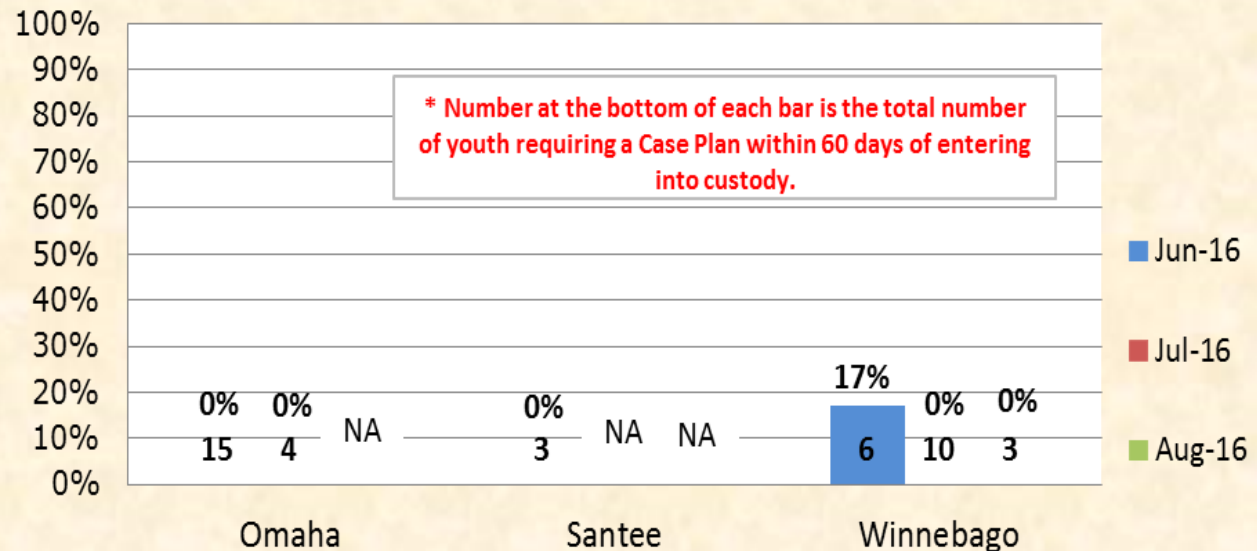 100%
90%
80%
70%
60%
50%
40%
30%
20%
10%
0%
* Number at the bottom of each bar is the total number
of youth requiring a Case Plan within 60 days of entering
into custody.
0% 0% NA
15 4
0% NA NA
3
17% 0% 0%
6 10 3
Omaha Santee Winnebago
Jun-16
Jul-16
Aug-16